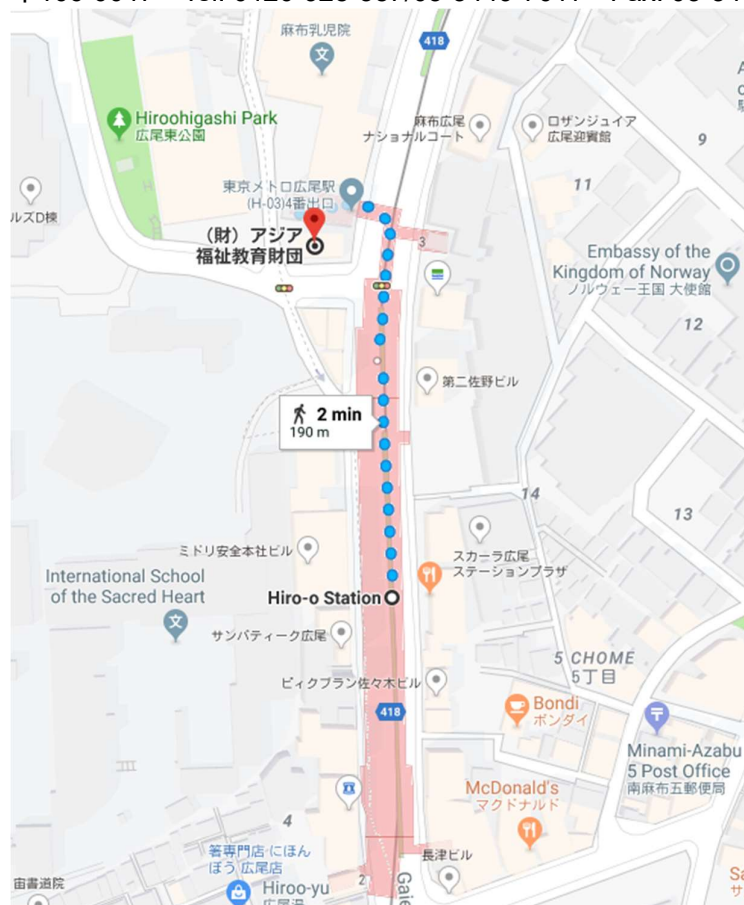 麻布乳児院
418
Hiroohigashi Park
広尾東公園
麻布広尾
ナショナルコート
ロザンジュイア
広尾迎賓館
9
11
東京メトロ広尾駅
(H-03)4番出口
ルズD棟
(財）アジア
福祉教育財団
3
Embassy of the
Kingdom of Norway
ノルウェー王国 大使館
12
第二佐野ビル
2 min
190 m
14
13
ミドリ安全本社ビル
スカーラ広尾
ステーションプラザ
International School
of the Sacred Heart
Hiro-o Station
サンパティーク広尾
5 CHOME
5丁目
ビィクブラン佐々木ビル
418
Bondi
ボンダイ
Minami-Azabu
5 Post Office
南麻布五郵便局
McDonald's
マクドナルド
4
箸専門店 にほん
ぼう 広尾店
長津ビル
宙書道院
2
Hiroo-yu
広尾湯
Gaie